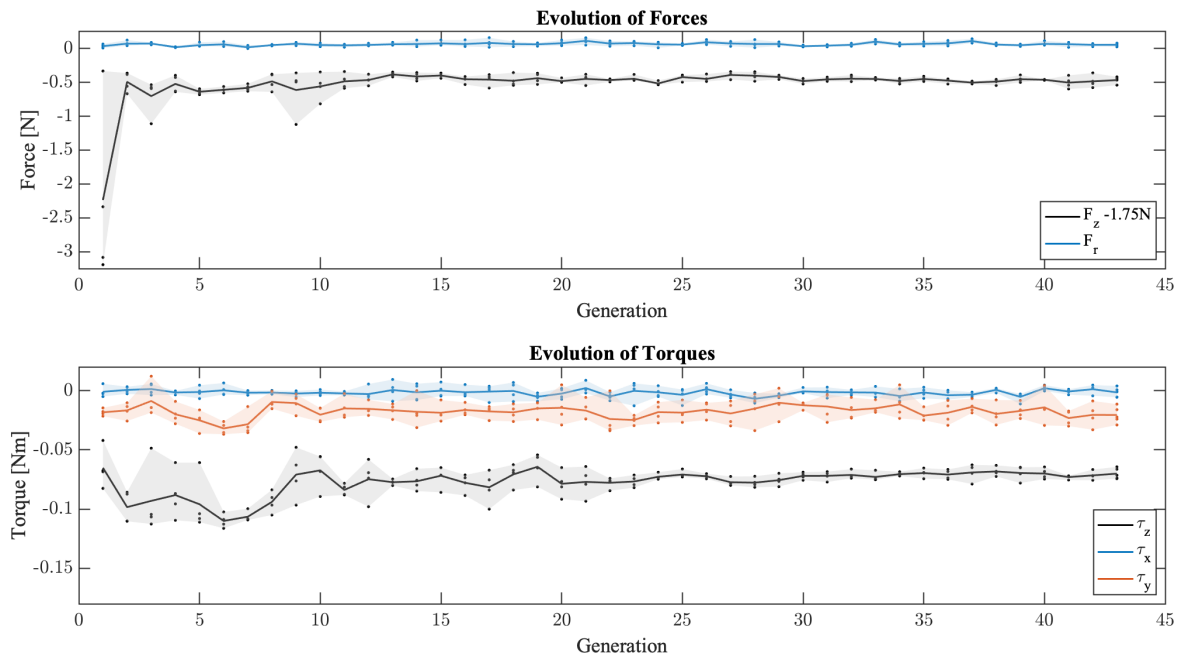 Evolution of Forces
0
-0.5
-1
-1.5
-2
-2.5
-3
Force [N]
F_z -1.75N
F_r
0 5 10 15 20 25 30 35 40 45
Generation
Evolution of Torques
0
-0.05
-0.1
-0.15
Torque [Nm]
τ_z
τ_x
τ_y
0 5 10 15 20 25 30 35 40 45
Generation